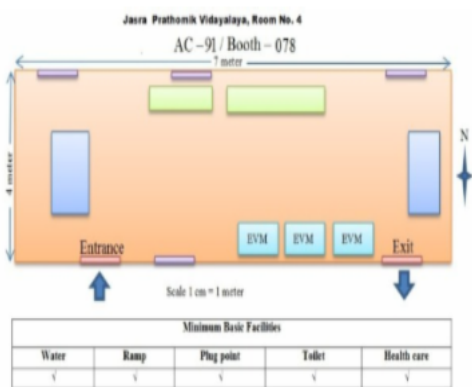 Jasra Prathomik Vidayalaya, Room No. 4
AC -91 / Booth - 078
7 meter
4 meter
N
EVM EVM EVM
Entrance
Exit
Scale 1 cm = 1 meter
Minimum Basic Facilities
Water Ramp Plug point Toilet Health care
√ √ √ √ √